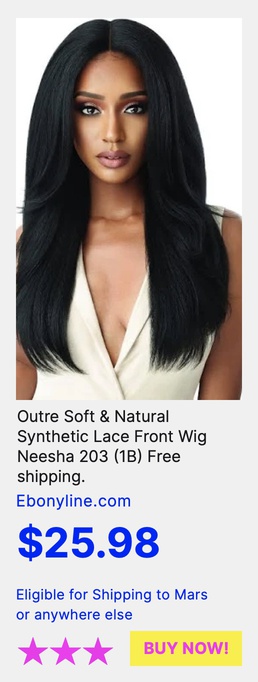 Outre Soft & Natural
Synthetic Lace Front Wig
Neesha 203 (1B) Free
shipping.
Ebonyline.com
$25.98
Eligible for Shipping to Mars
or anywhere else
BUY NOW!